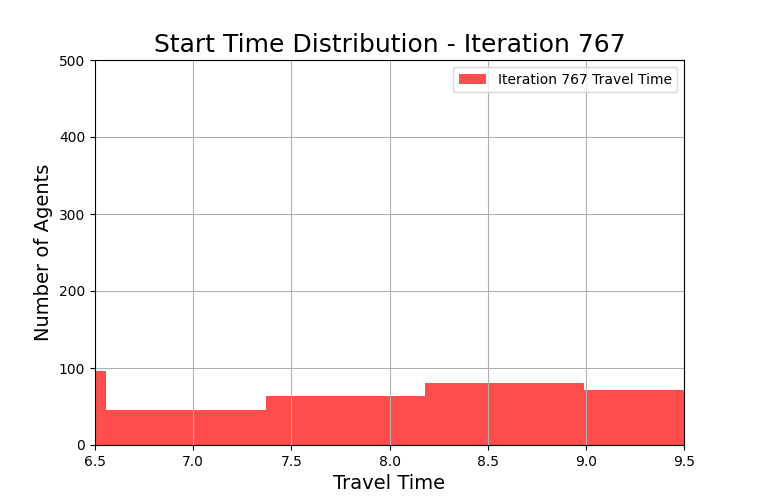 Start Time Distribution - Iteration 767
Iteration 767 Travel Time
Number of Agents
500
400
300
200
100
0
6.5 7.0 7.5 8.0 8.5 9.0 9.5
Travel Time